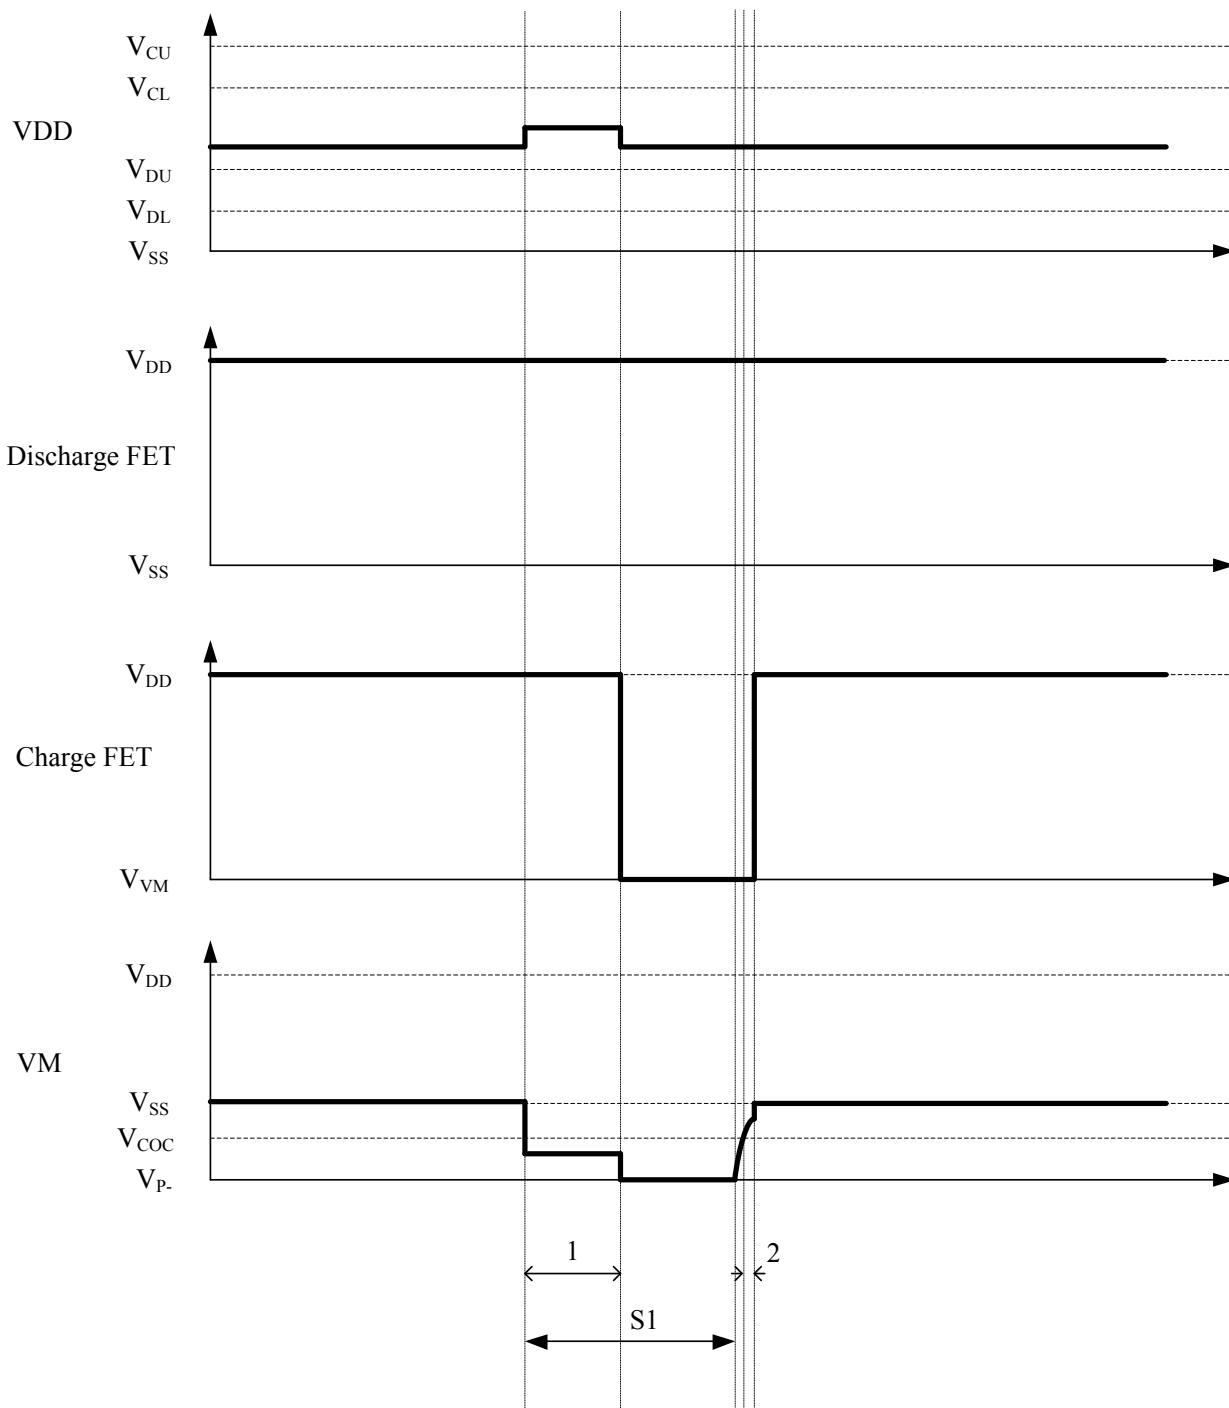 V_CU
V_CL
VDD
V_DU
V_DL
V_SS
V_DD
Discharge FET
V_SS
V_DD
Charge FET
V_VM
V_DD
VM
V_SS
V_COC
V_P-
1
2
S1